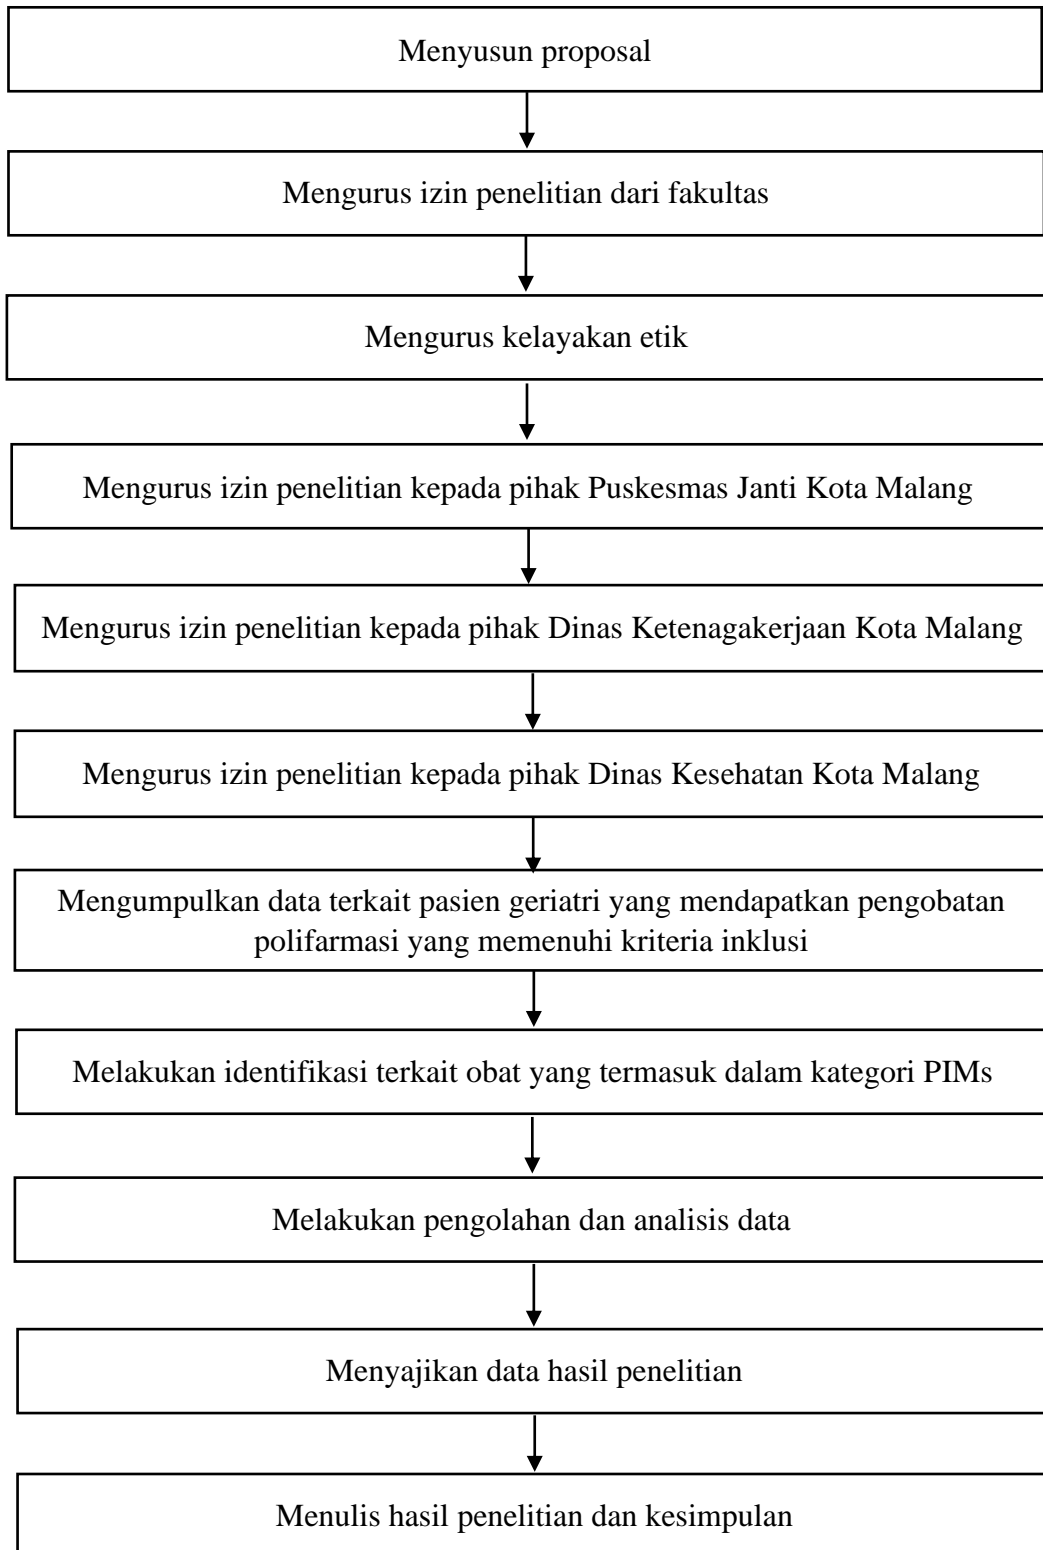 Menyusun proposal
Mengurus izin penelitian dari fakultas
Mengurus kelayakan etik
Mengurus izin penelitian kepada pihak Puskesmas Janti Kota Malang
Mengurus izin penelitian kepada pihak Dinas Ketenagakerjaan Kota Malang
Mengurus izin penelitian kepada pihak Dinas Kesehatan Kota Malang
Mengumpulkan data terkait pasien geriatri yang mendapatkan pengobatan
polifarmasi yang memenuhi kriteria inklusi
Melakukan identifikasi terkait obat yang termasuk dalam kategori PIMs
Melakukan pengolahan dan analisis data
Menyajikan data hasil penelitian
Menulis hasil penelitian dan kesimpulan